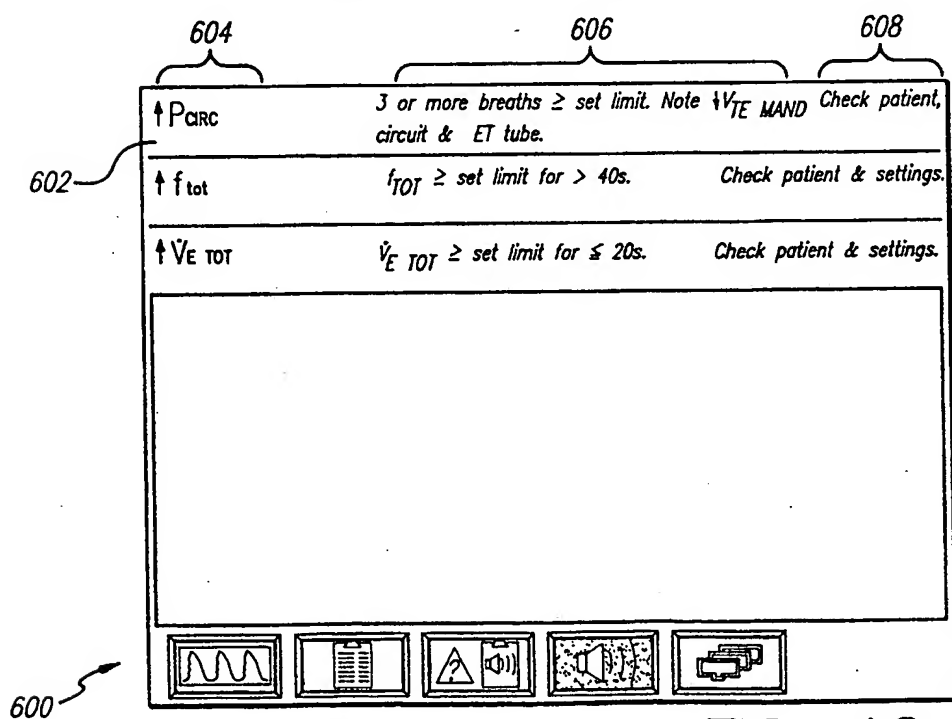 604 606 608
↑PCIRC 3 or more breaths ≥ set limit. Note ↓VTE MAND Check patient,
circuit & ET tube.
602
↑ftot fTOT ≥ set limit for > 40s. Check patient & settings.
↑V̇E TOT V̇E TOT ≥ set limit for ≤ 20s. Check patient & settings.
?
600